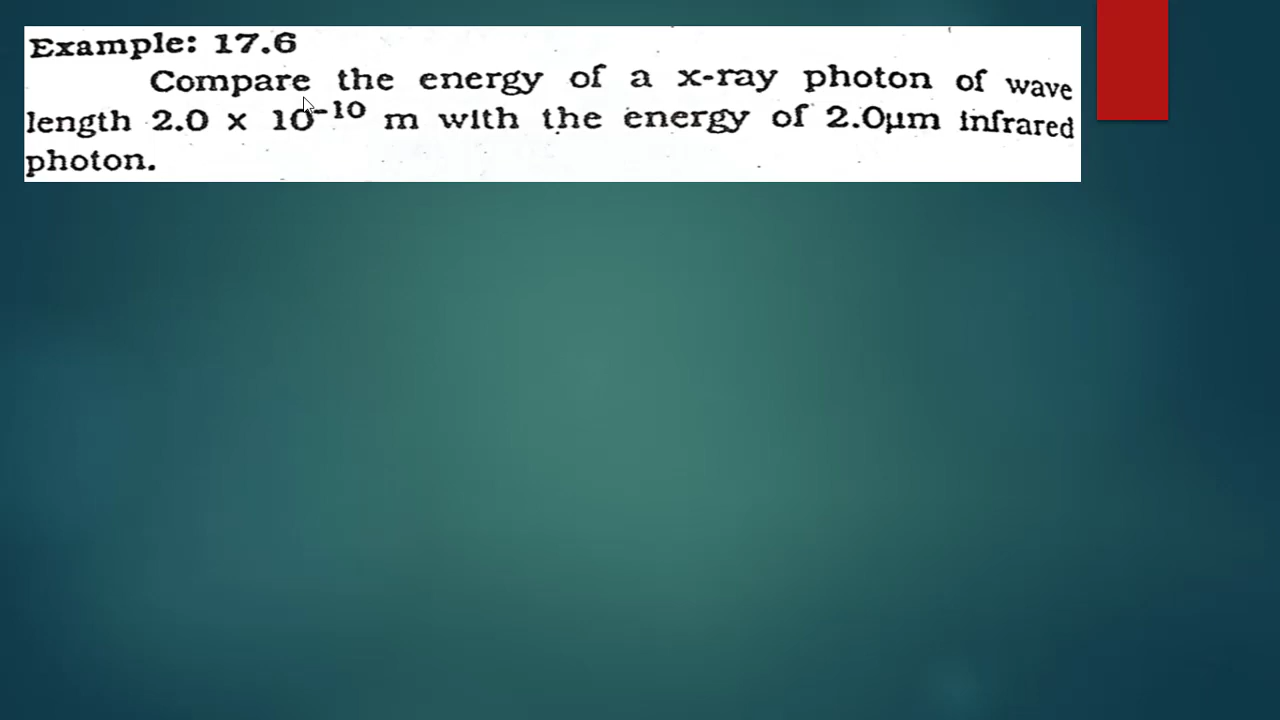 Example: 17.6
Compare the energy of a x-ray photon of wave
length 2.0 x 10⁻¹⁰ m with the energy of 2.0μm infrared
photon.